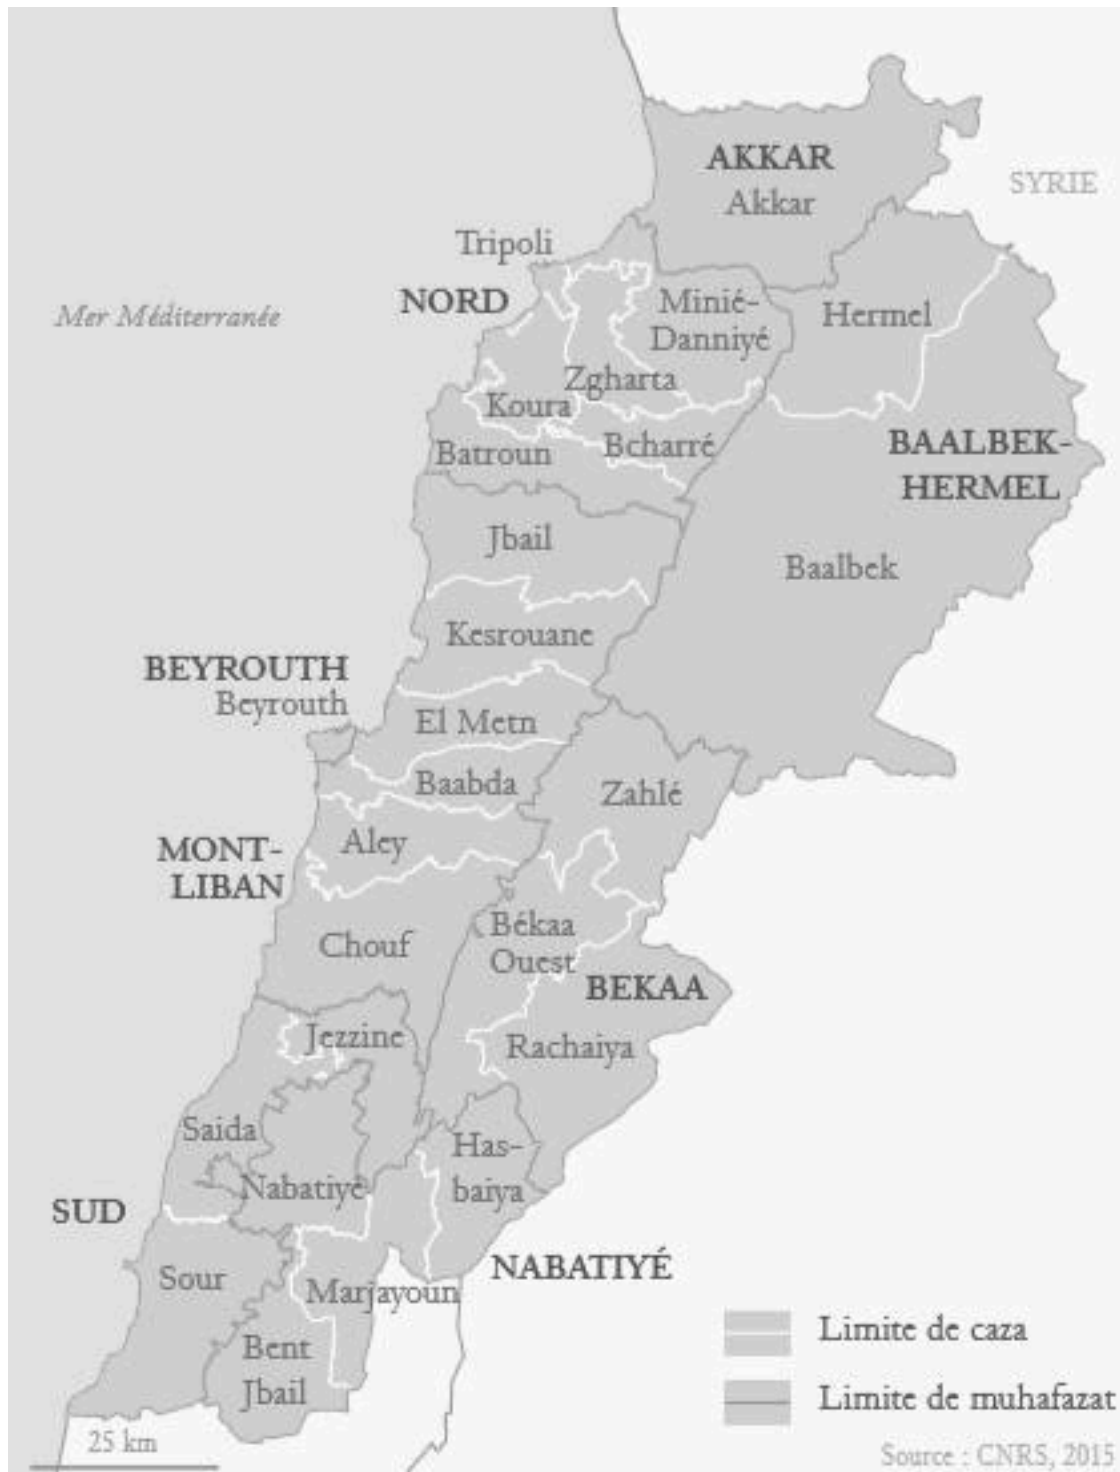 AKKAR
Akkar
SYRIE
Tripoli
NORD
Mer Méditerranée
Minié-
Danniyé
Hermel
Zgharta
Koura
Bcharré
Batroun
BAALBEK-
HERMEL
Jbail
Baalbek
Kesrouane
BEYROUTH
Beyrouth
El Metn
Baabda
Zahlé
Aley
MONT-
LIBAN
Békaa
Ouest
Chouf
BEKAA
Jezzine
Rachaiya
Saida
Has-
baiya
Nabatiyé
SUD
NABATIYÉ
Sour
Marjayoun
Bent
Jbail
Limite de caza
Limite de muhafazat
25 km
Source : CNRS, 2015